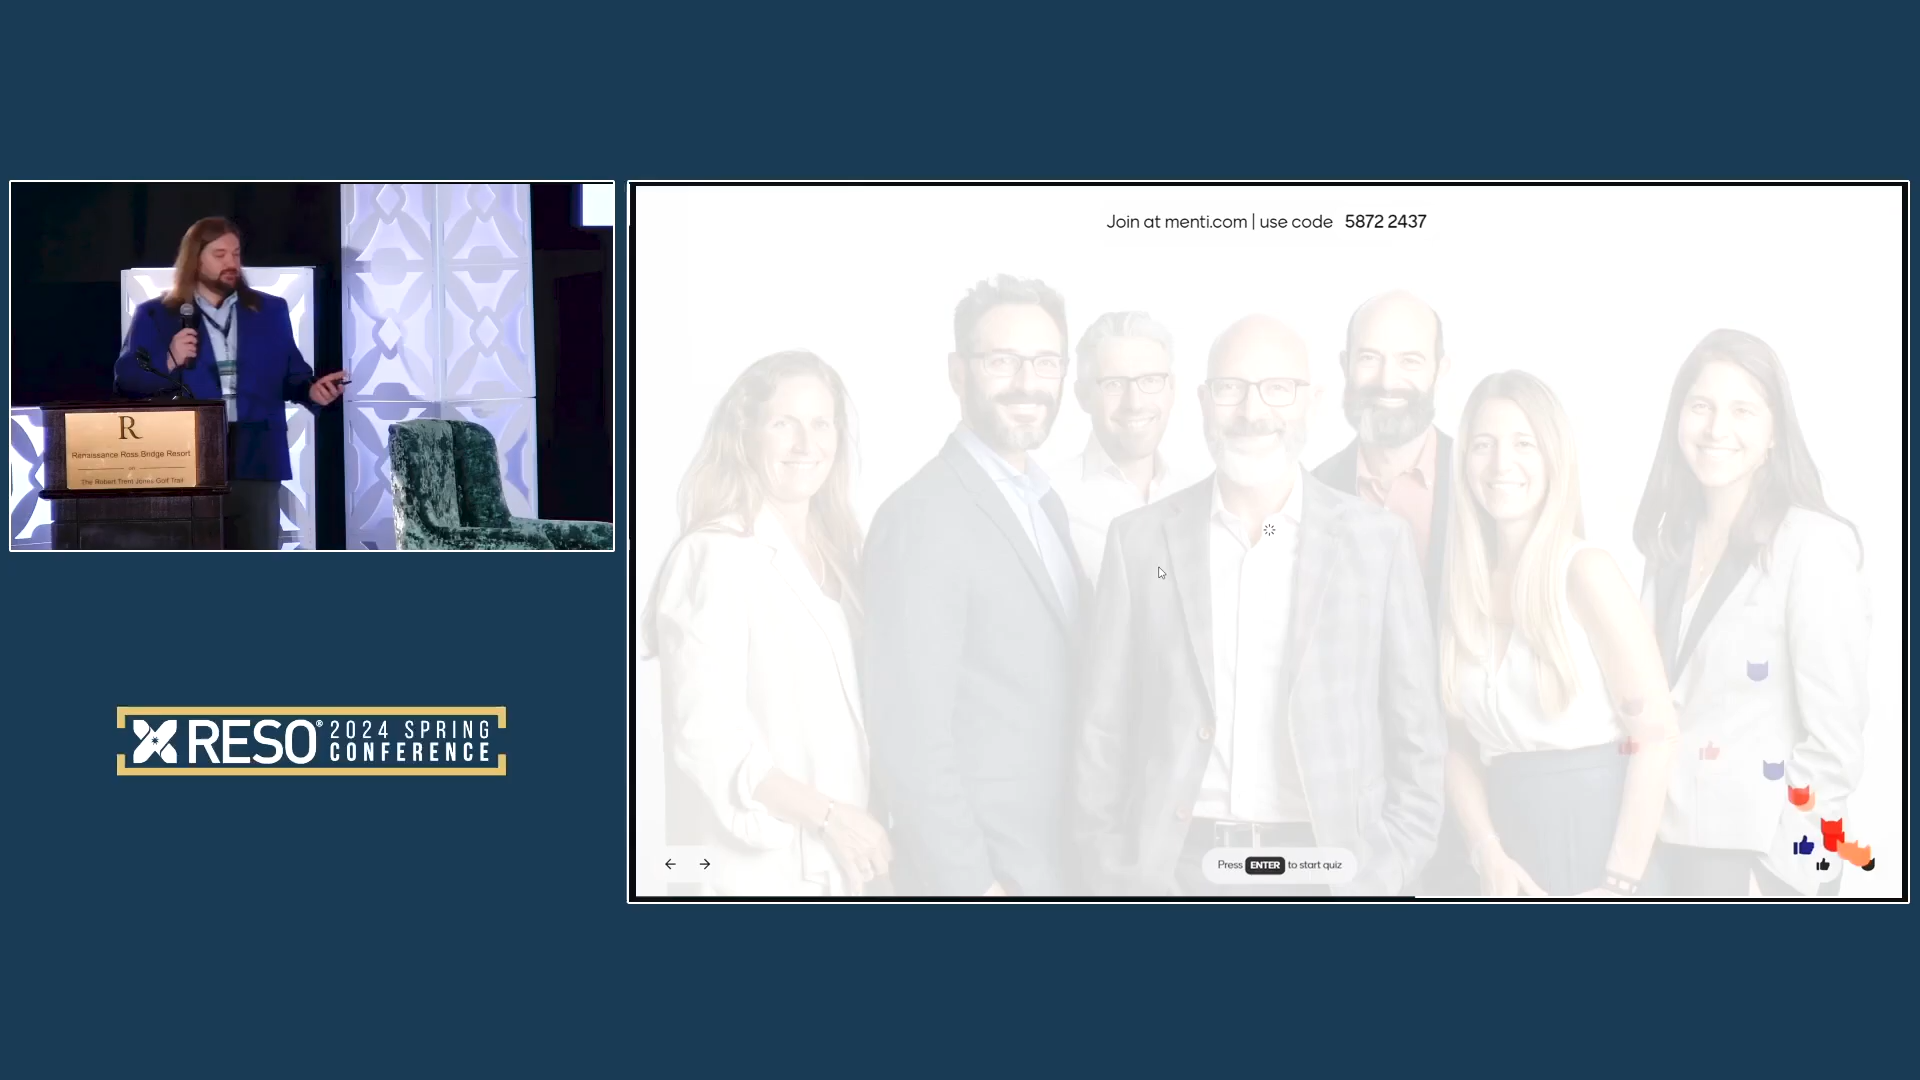 Join at menti.com | use code 5872 2437
R
Renaissance Ross Bridge Resort
on
The Robert Trent Jones Golf Trail
RESO® 2024 SPRING
CONFERENCE
Press ENTER to start quiz